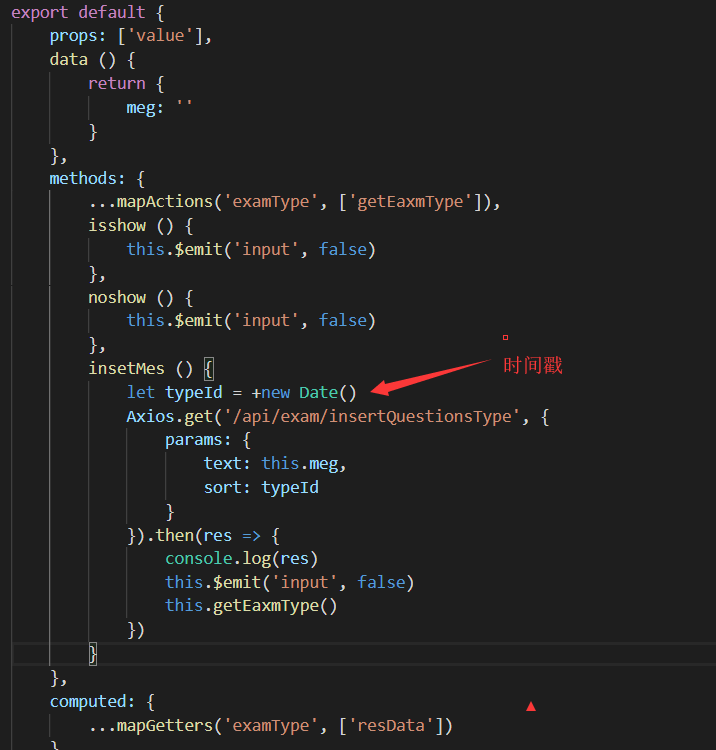 export default {
    props: ['value'],
    data () {
        return {
            meg: ''
        }
    },
    methods: {
        ...mapActions('examType', ['getEaxmType']),
        isshow () {
            this.$emit('input', false)
        },
        noshow () {
            this.$emit('input', false)
        },
        insetMes () {
            let typeId = +new Date()
时间戳
            Axios.get('/api/exam/insertQuestionsType', {
                params: {
                    text: this.meg,
                    sort: typeId
                }
            }).then(res => {
                console.log(res)
                this.$emit('input', false)
                this.getEaxmType()
            })
        }
    },
    computed: {
        ...mapGetters('examType', ['resData'])
    }